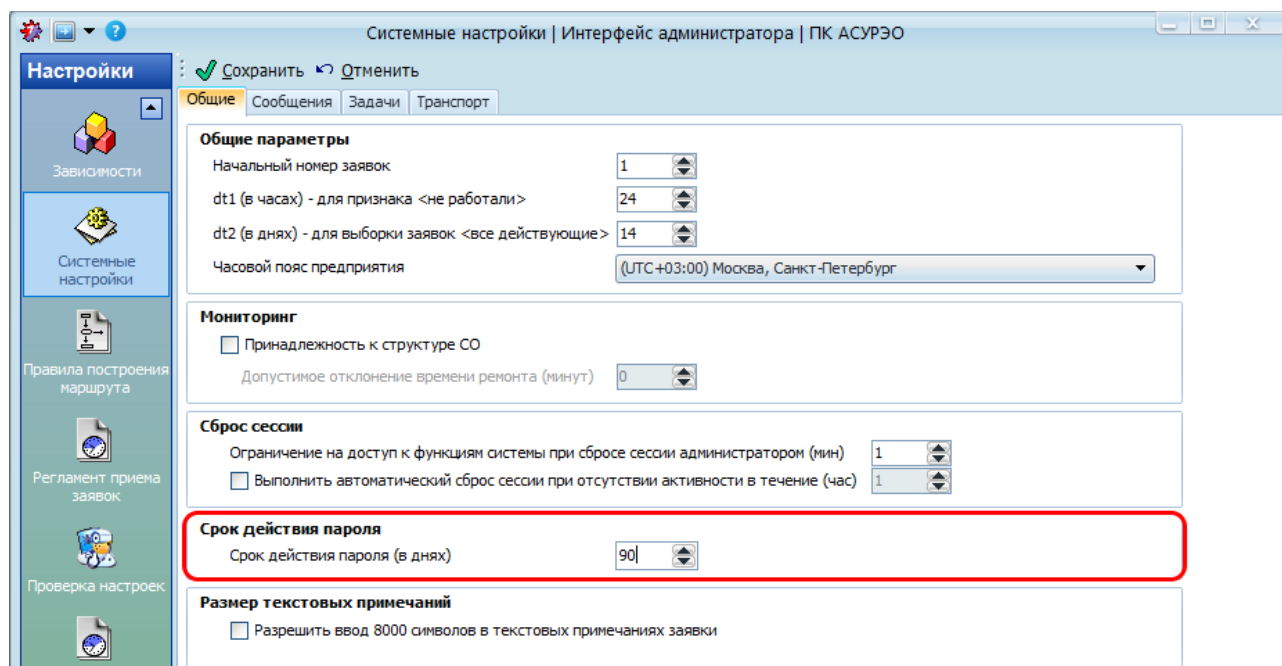 Системные настройки | Интерфейс администратора | ПК АСУРЭО
Настройки
Сохранить Отменить
Общие Сообщения Задачи Транспорт
Зависимости
Системные
настройки
Правила построения
маршрута
Регламент приема
заявок
Проверка настроек
Общие параметры
Начальный номер заявок 1
dt1 (в часах) - для признака <не работали> 24
dt2 (в днях) - для выборки заявок <все действующие> 14
Часовой пояс предприятия (UTC+03:00) Москва, Санкт-Петербург
Мониторинг
Принадлежность к структуре СО
Допустимое отклонение времени ремонта (минут) 0
Сброс сессии
Ограничение на доступ к функциям системы при сбросе сессии администратором (мин) 1
Выполнить автоматический сброс сессии при отсутствии активности в течение (час) 1
Срок действия пароля
Срок действия пароля (в днях) 90
Размер текстовых примечаний
Разрешить ввод 8000 символов в текстовых примечаниях заявки